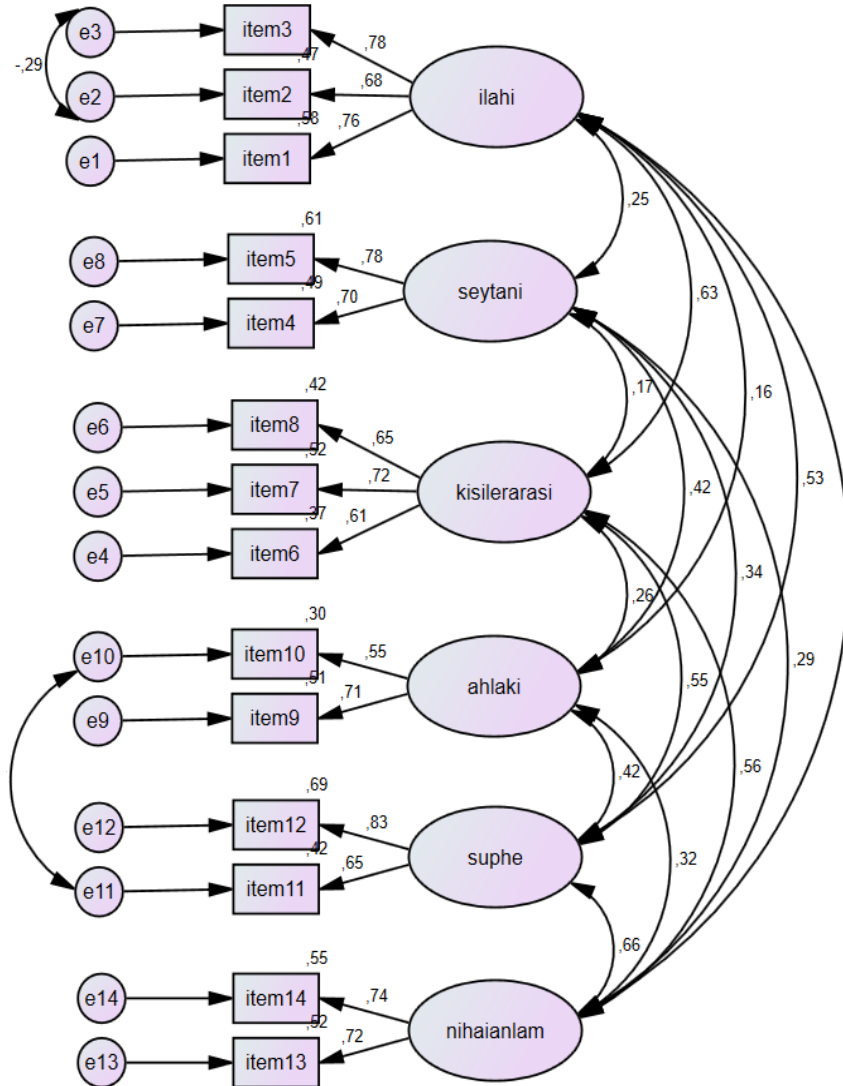 e3
item3
,78
,47
-,29
e2
item2
,68
ilahi
,58
,76
e1
item1
,25
,61
e8
item5
,78
,49
seytani
,70
e7
item4
,63
,17
,16
,42
e6
item8
,65
,52
,72
e5
item7
kisilerarasi
,42
,53
,37
,61
e4
item6
,34
,26
,30
e10
item10
,55
,29
,51
ahlaki
,55
,71
e9
item9
,42
,56
,69
e12
item12
,83
,42
suphe
,32
,65
e11
item11
,66
,55
e14
item14
,74
,52
nihaianlam
,72
e13
item13